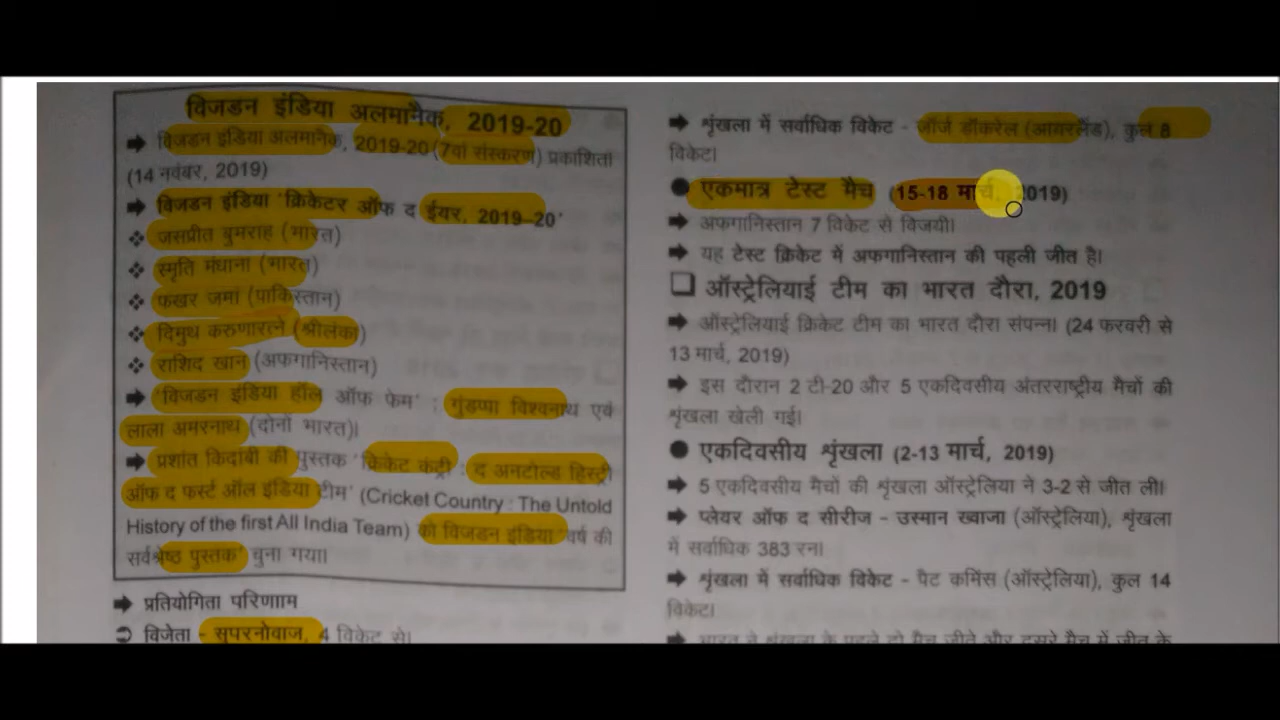 विजडन इंडिया अलमानैक, 2019-20
➡ विजडन इंडिया अलमानैक, 2019-20 (7वां संस्करण) प्रकाशित।
(14 नवंबर, 2019)
➡ विजडन इंडिया 'क्रिकेटर ऑफ द ईयर, 2019–20'
❖ जसप्रीत बुमराह (भारत)
❖ स्मृति मंधाना (भारत)
❖ फखर जमां (पाकिस्तान)
❖ दिमुथ करुणारत्ने (श्रीलंका)
❖ राशिद खान (अफगानिस्तान)
➡ 'विजडन इंडिया हॉल ऑफ फेम' : गुंडप्पा विश्वनाथ एवं
लाला अमरनाथ (दोनों भारत)।
➡ प्रशांत किदांबी की पुस्तक 'क्रिकेट कंट्री : द अनटोल्ड हिस्ट्री
ऑफ द फर्स्ट ऑल इंडिया टीम' (Cricket Country : The Untold
History of the first All India Team) को विजडन इंडिया 'वर्ष की
सर्वश्रेष्ठ पुस्तक' चुना गया।
➡ प्रतियोगिता परिणाम
➲ विजेता - सुपरनोवाज, 4 विकेट से।
➡ शृंखला में सर्वाधिक विकेट - जॉर्ज डॉकरेल (आयरलैंड), कुल 8
विकेट।
● एकमात्र टेस्ट मैच (15-18 मार्च, 2019)
➡ अफगानिस्तान 7 विकेट से विजयी।
➡ यह टेस्ट क्रिकेट में अफगानिस्तान की पहली जीत है।
❑ ऑस्ट्रेलियाई टीम का भारत दौरा, 2019
➡ ऑस्ट्रेलियाई क्रिकेट टीम का भारत दौरा संपन्न। (24 फरवरी से
13 मार्च, 2019)
➡ इस दौरान 2 टी-20 और 5 एकदिवसीय अंतरराष्ट्रीय मैचों की
शृंखला खेली गई।
● एकदिवसीय शृंखला (2-13 मार्च, 2019)
➡ 5 एकदिवसीय मैचों की शृंखला ऑस्ट्रेलिया ने 3-2 से जीत ली।
➡ प्लेयर ऑफ द सीरीज - उस्मान ख्वाजा (ऑस्ट्रेलिया), शृंखला
में सर्वाधिक 383 रन।
➡ शृंखला में सर्वाधिक विकेट - पैट कमिंस (ऑस्ट्रेलिया), कुल 14
विकेट।
➡ भारत ने शृंखला के पहले दो मैच जीते और दूसरे मैच में जीत के